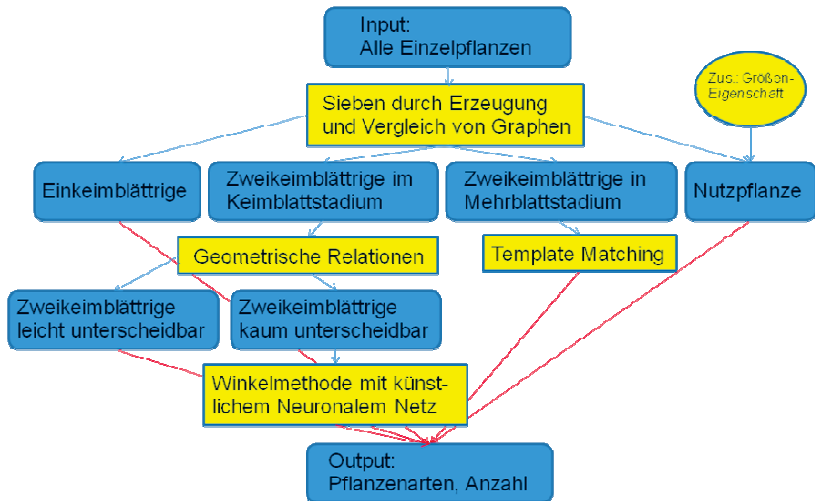 Input:
Alle Einzelpflanzen
Zus.: Größen-
Eigenschaft
Sieben durch Erzeugung
und Vergleich von Graphen
Einkeimblättrige
Zweikeimblättrige im
Keimblattstadium
Zweikeimblättrige in
Mehrblattstadium
Nutzpflanze
Geometrische Relationen
Template Matching
Zweikeimblättrige
leicht unterscheidbar
Zweikeimblättrige
kaum unterscheidbar
Winkelmethode mit künst-
lichem Neuronalem Netz
Output:
Pflanzenarten, Anzahl